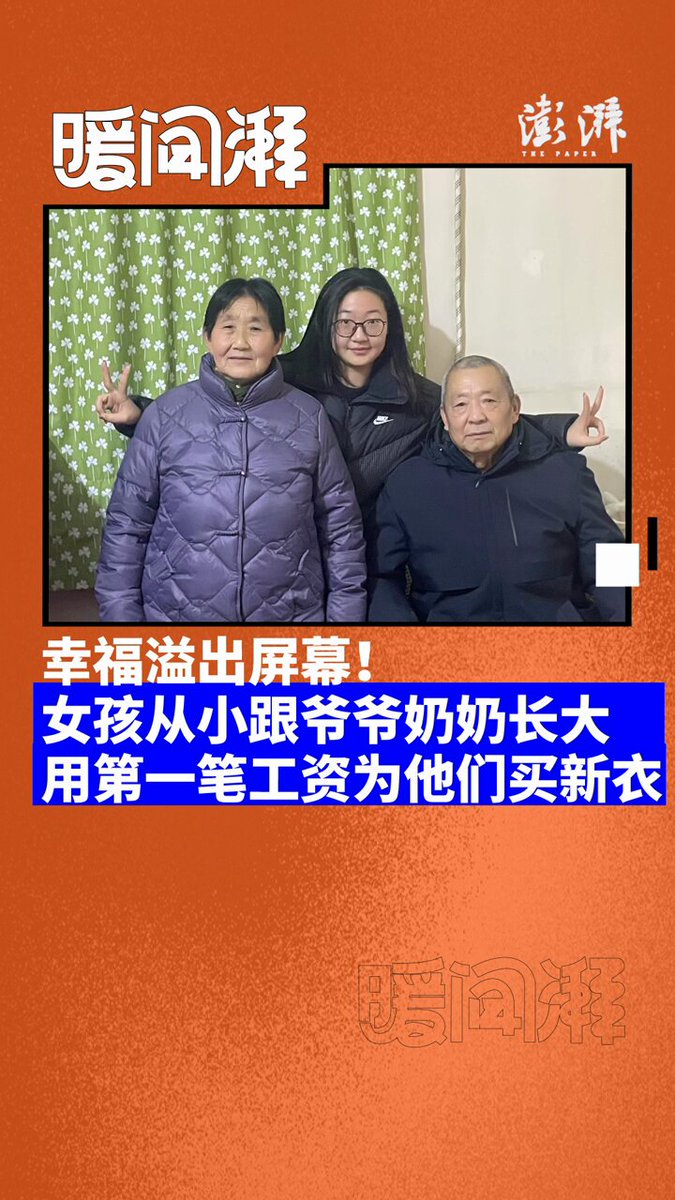 暖闻湃
澎湃
THE PAPER
幸福溢出屏幕！
女孩从小跟爷爷奶奶长大
用第一笔工资为他们买新衣
暖闻湃